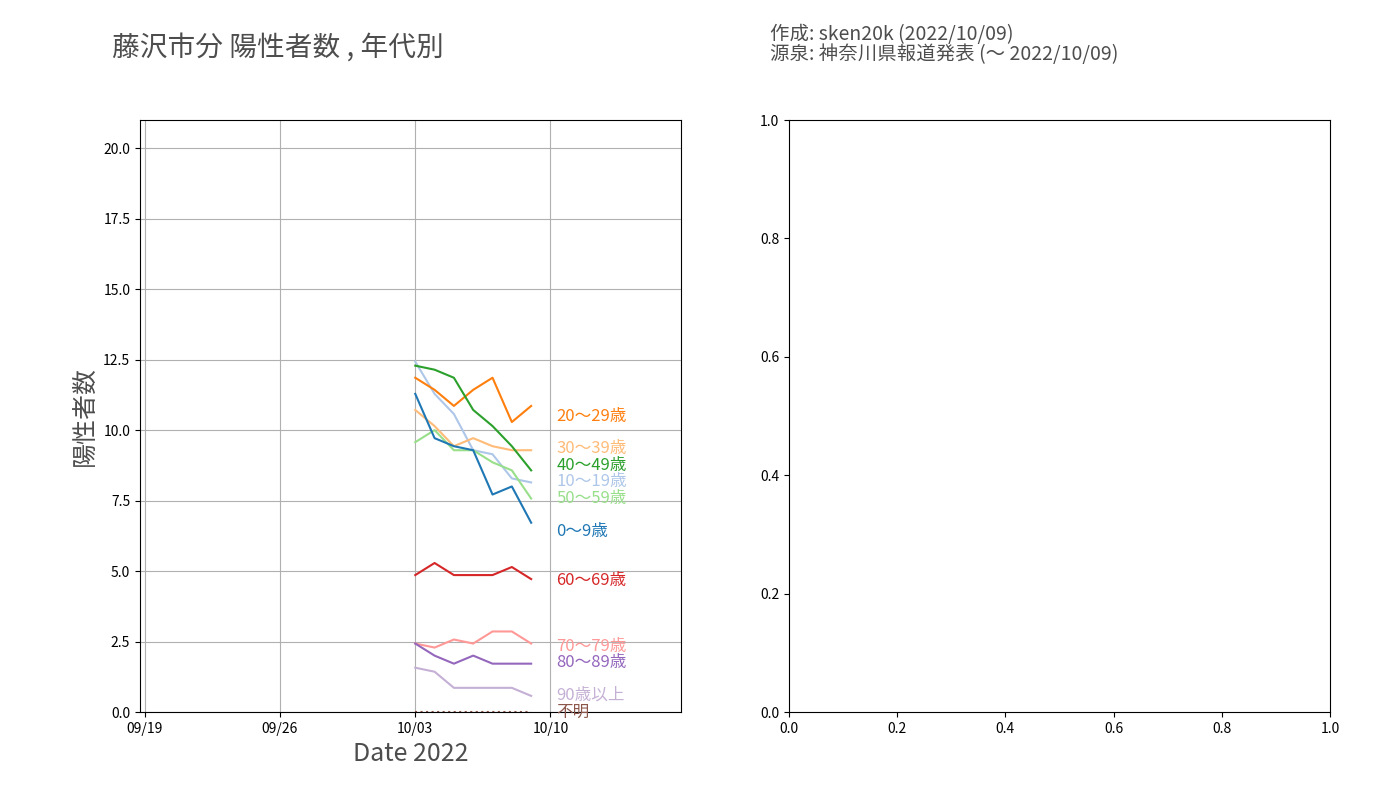 藤沢市分 陽性者数 , 年代別
作成: sken20k (2022/10/09)
源泉: 神奈川県報道発表 (〜 2022/10/09)
陽性者数
20.0
17.5
15.0
12.5
10.0
7.5
5.0
2.5
0.0
20〜29歳
30〜39歳
40〜49歳
10〜19歳
50〜59歳
0〜9歳
60〜69歳
70〜79歳
80〜89歳
90歳以上
不明
09/19
09/26
10/03
10/10
Date 2022
1.0
0.8
0.6
0.4
0.2
0.0
0.0
0.2
0.4
0.6
0.8
1.0